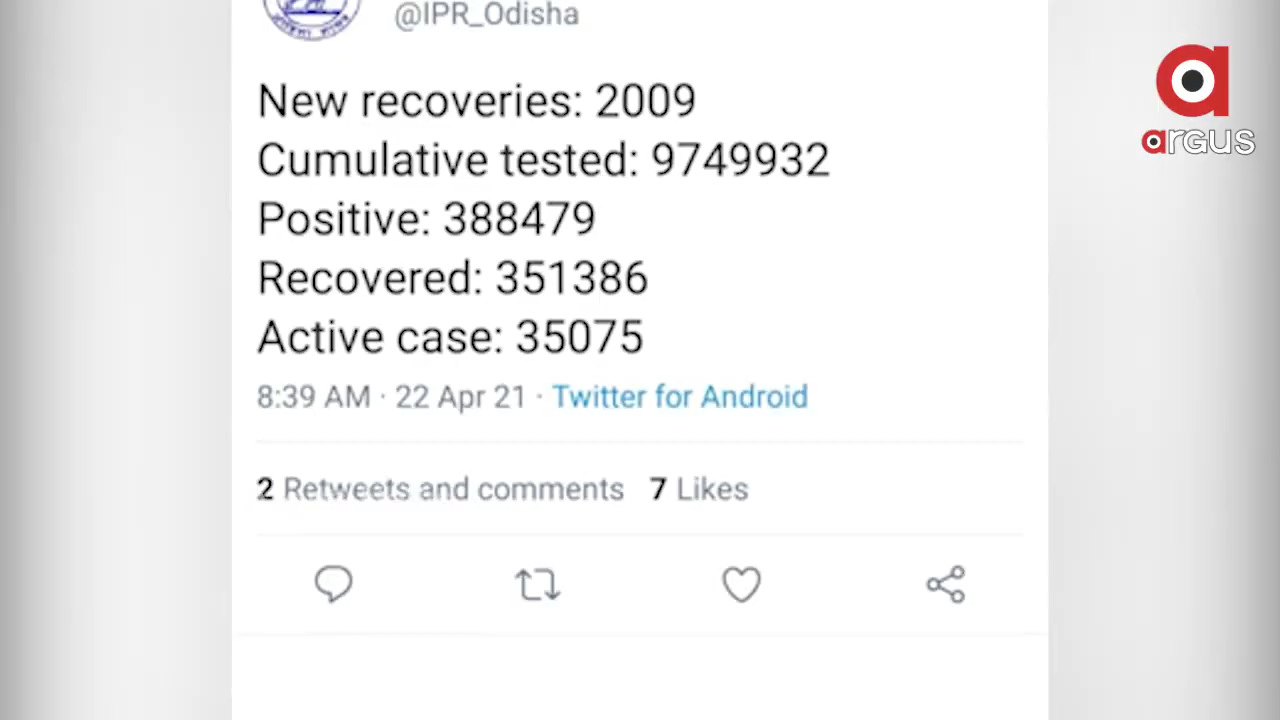 @IPR_Odisha
New recoveries: 2009
Cumulative tested: 9749932
Positive: 388479
Recovered: 351386
Active case: 35075
8:39 AM · 22 Apr 21 · Twitter for Android
2 Retweets and comments 7 Likes
argus